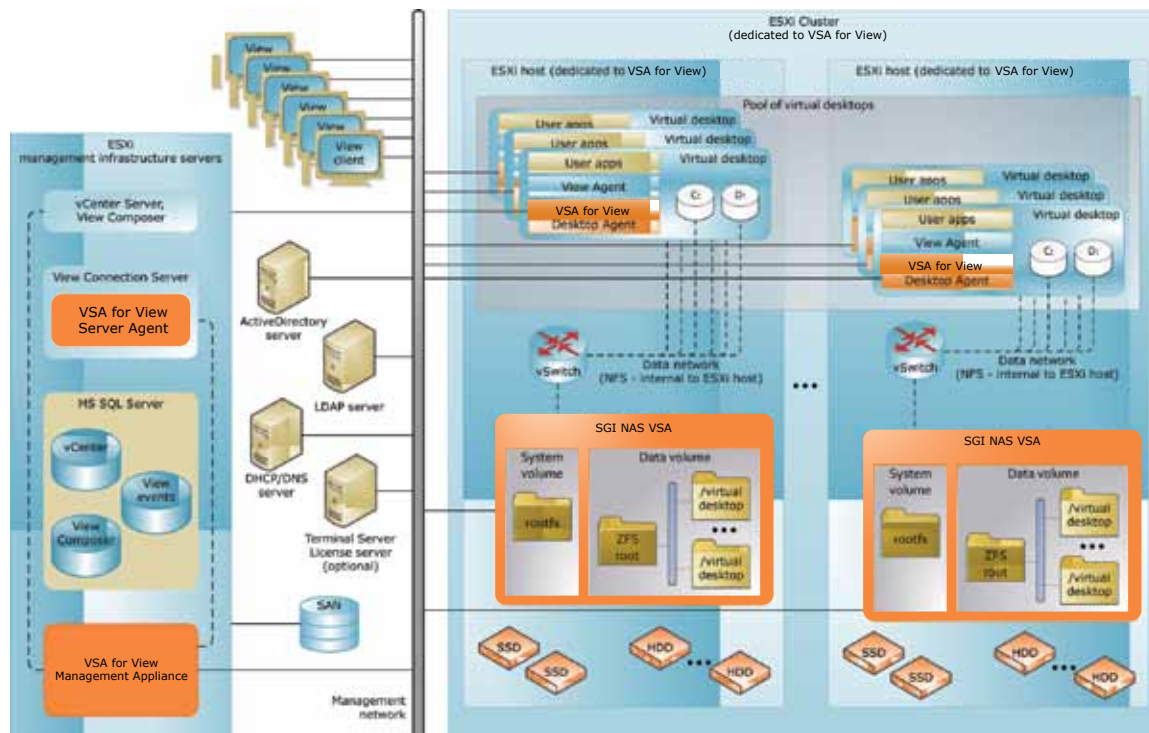 ESXi Cluster
(dedicated to VSA for View)
View
View
View
View
View
View
client
ESXi
management infrastructure servers
vCenter Server,
View Composer
View Connection Server
VSA for View
Server Agent
MS SQL Server
vCenter
View
events
View
Composer
VSA for View
Management Appliance
ActiveDirectory
server
LDAP server
DHCP/DNS
server
Terminal Server
License server
(optional)
SAN
Management
network
ESXi host (dedicated to VSA for View)
ESXi host (dedicated to VSA for View)
Pool of virtual desktops
User apps
Virtual desktop
User apps
Virtual desktop
User apps
Virtual desktop
View Agent
VSA for View
Desktop Agent
C:
D:
User apps
Virtual desktop
User apps
Virtual desktop
User apps
Virtual desktop
View Agent
VSA for View
Desktop Agent
C:
D:
vSwitch
Data network
(NFS - internal to ESXi host)
vSwitch
Data network
(NFS - internal to ESXi host)
SGI NAS VSA
System
volume
rootfs
Data volume
ZFS
root
/virtual
desktop
/virtual
desktop
SGI NAS VSA
System
volume
rootfs
Data volume
ZFS
root
/virtual
desktop
/virtual
desktop
SSD
SSD
HDD
HDD
SSD
SSD
HDD
HDD